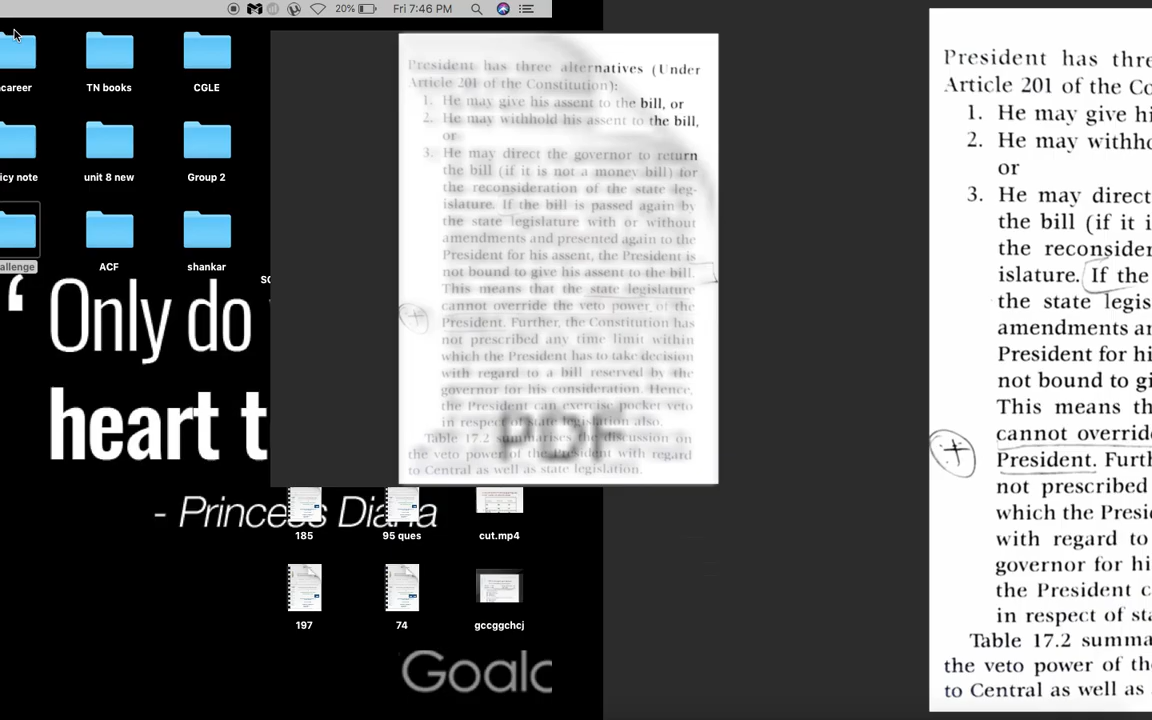 20%
Fri 7:46 PM
career
TN books
CGLE
icy note
unit 8 new
Group 2
allenge
ACF
shankar
SC
“Only do
heart t
- Princess Diana
185
95 ques
cut.mp4
197
74
gccggchcj
Goalc
President has three alternatives (Under
Article 201 of the Constitution):
1. He may give his assent to the bill, or
2. He may withhold his assent to the bill,
or
3. He may direct the governor to return
the bill (if it is not a money bill) for
the reconsideration of the state leg-
islature. If the bill is passed again by
the state legislature with or without
amendments and presented again to the
President for his assent, the President is
not bound to give his assent to the bill.
This means that the state legislature
cannot override the veto power of the
President. Further, the Constitution has
not prescribed any time limit within
which the President has to take decision
with regard to a bill reserved by the
governor for his consideration. Hence,
the President can exercise pocket veto
in respect of state legislation also.
Table 17.2 summarises the discussion on
the veto power of the President with regard
to Central as well as state legislation.
PDF
President has thre
Article 201 of the Co
1. He may give hi
2. He may withho
or
3. He may direct
the bill (if it i
the reconsider
islature. If the
the state legis
amendments an
President for hi
not bound to gi
This means th
cannot override
President. Furth
not prescribed
which the Presid
with regard to
governor for hi
the President c
in respect of sta
Table 17.2 summa
the veto power of the
to Central as well as